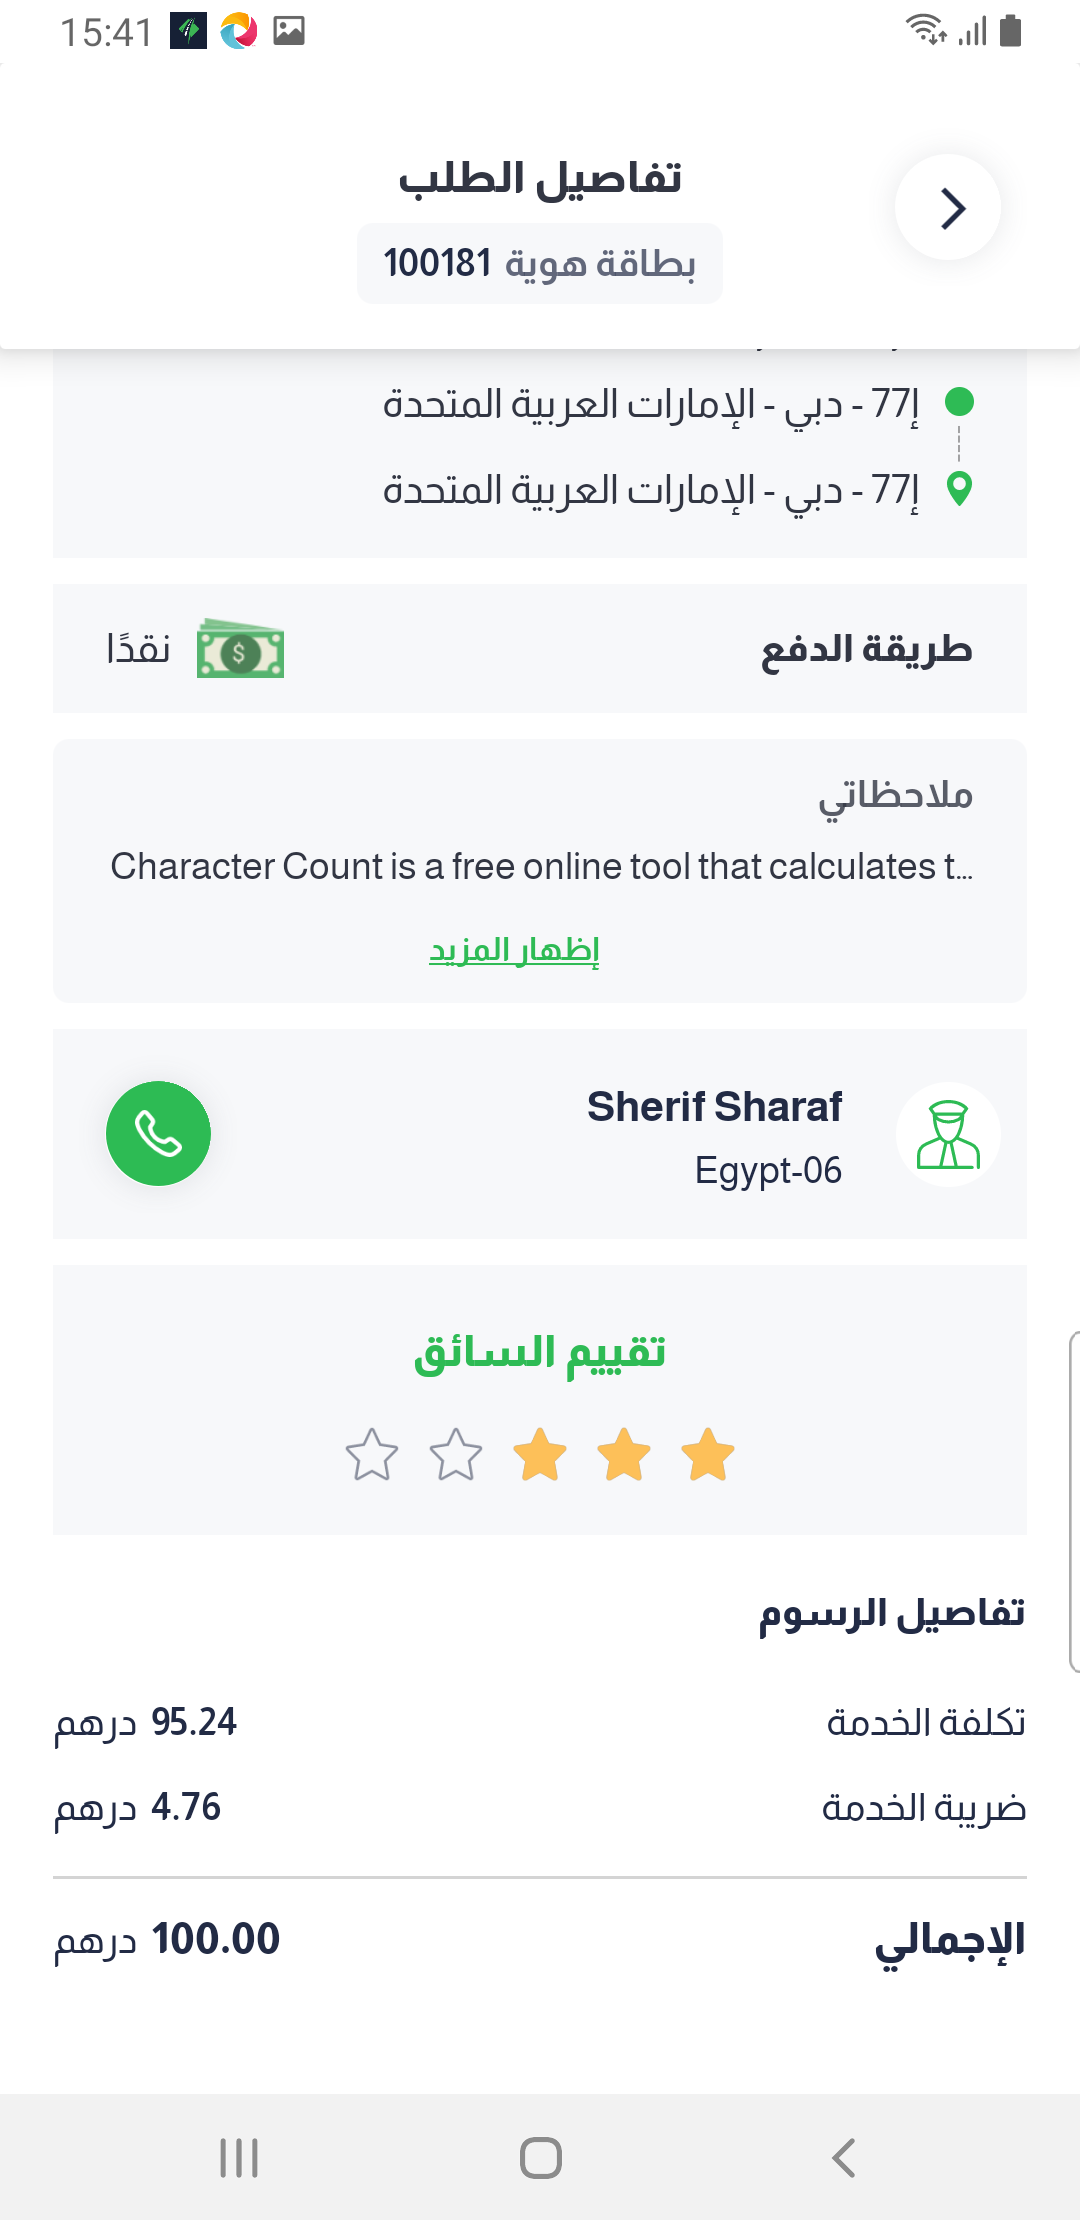 15:41
تفاصيل الطلب
بطاقة هوية 100181
إ77 - دبي - الإمارات العربية المتحدة
إ77 - دبي - الإمارات العربية المتحدة
طريقة الدفع
نقدًا
ملاحظاتي
Character Count is a free online tool that calculates t...
إظهار المزيد
Sherif Sharaf
Egypt-06
تقييم السائق
تفاصيل الرسوم
تكلفة الخدمة
95.24 درهم
ضريبة الخدمة
4.76 درهم
الإجمالي
100.00 درهم